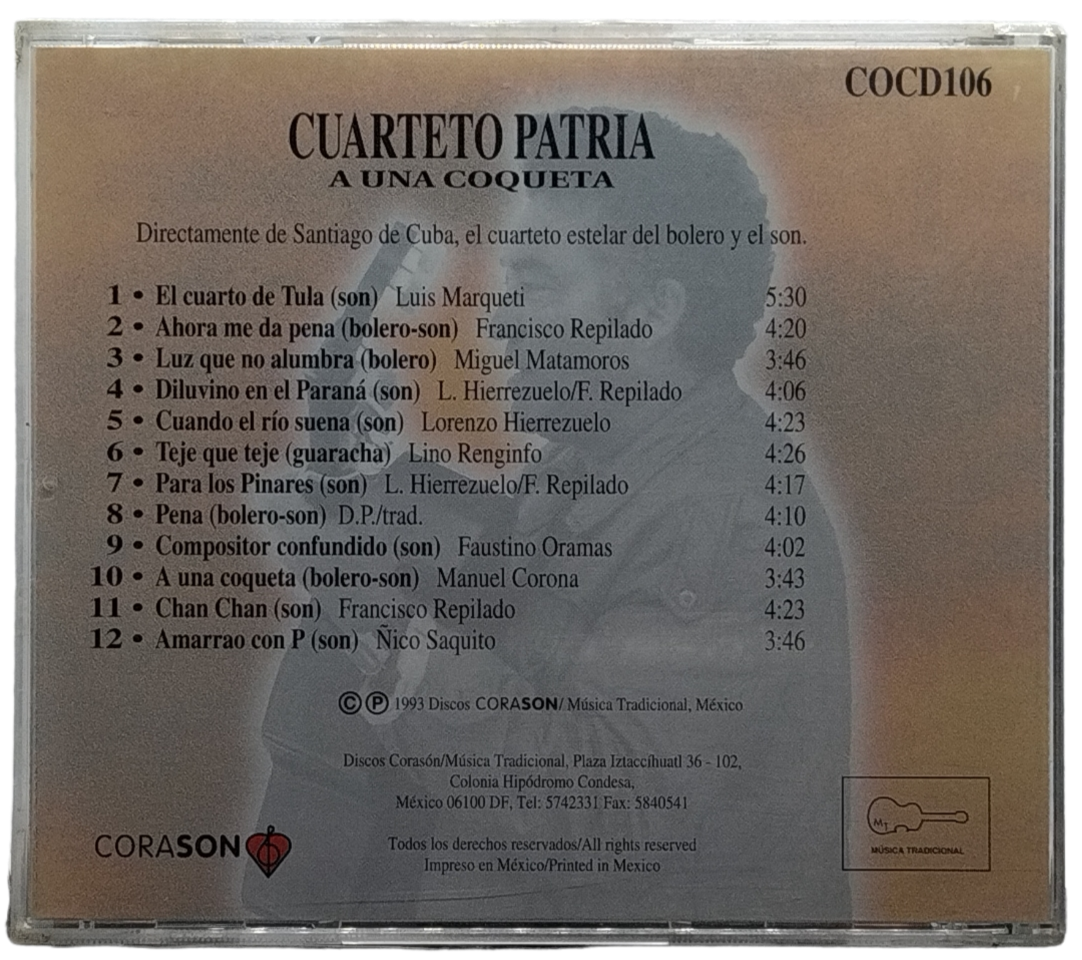 COCD106
CUARTETO PATRIA
A UNA COQUETA
Directamente de Santiago de Cuba, el cuarteto estelar del bolero y el son.
1 • El cuarto de Tula (son) Luis Marqueti 5:30
2 • Ahora me da pena (bolero-son) Francisco Repilado 4:20
3 • Luz que no alumbra (bolero) Miguel Matamoros 3:46
4 • Diluvino en el Paraná (son) L. Hierrezuelo/F. Repilado 4:06
5 • Cuando el río suena (son) Lorenzo Hierrezuelo 4:23
6 • Teje que teje (guaracha) Lino Renginfo 4:26
7 • Para los Pinares (son) L. Hierrezuelo/F. Repilado 4:17
8 • Pena (bolero-son) D.P./trad. 4:10
9 • Compositor confundido (son) Faustino Oramas 4:02
10 • A una coqueta (bolero-son) Manuel Corona 3:43
11 • Chan Chan (son) Francisco Repilado 4:23
12 • Amarrao con P (son) Ñico Saquito 3:46
© ℗ 1993 Discos CORASON/ Música Tradicional, México
Discos Corasón/Música Tradicional, Plaza Iztaccíhuatl 36 - 102,
Colonia Hipódromo Condesa,
México 06100 DF, Tel: 5742331 Fax: 5840541
CORASON
Todos los derechos reservados/All rights reserved
Impreso en México/Printed in Mexico
MT
MÚSICA TRADICIONAL